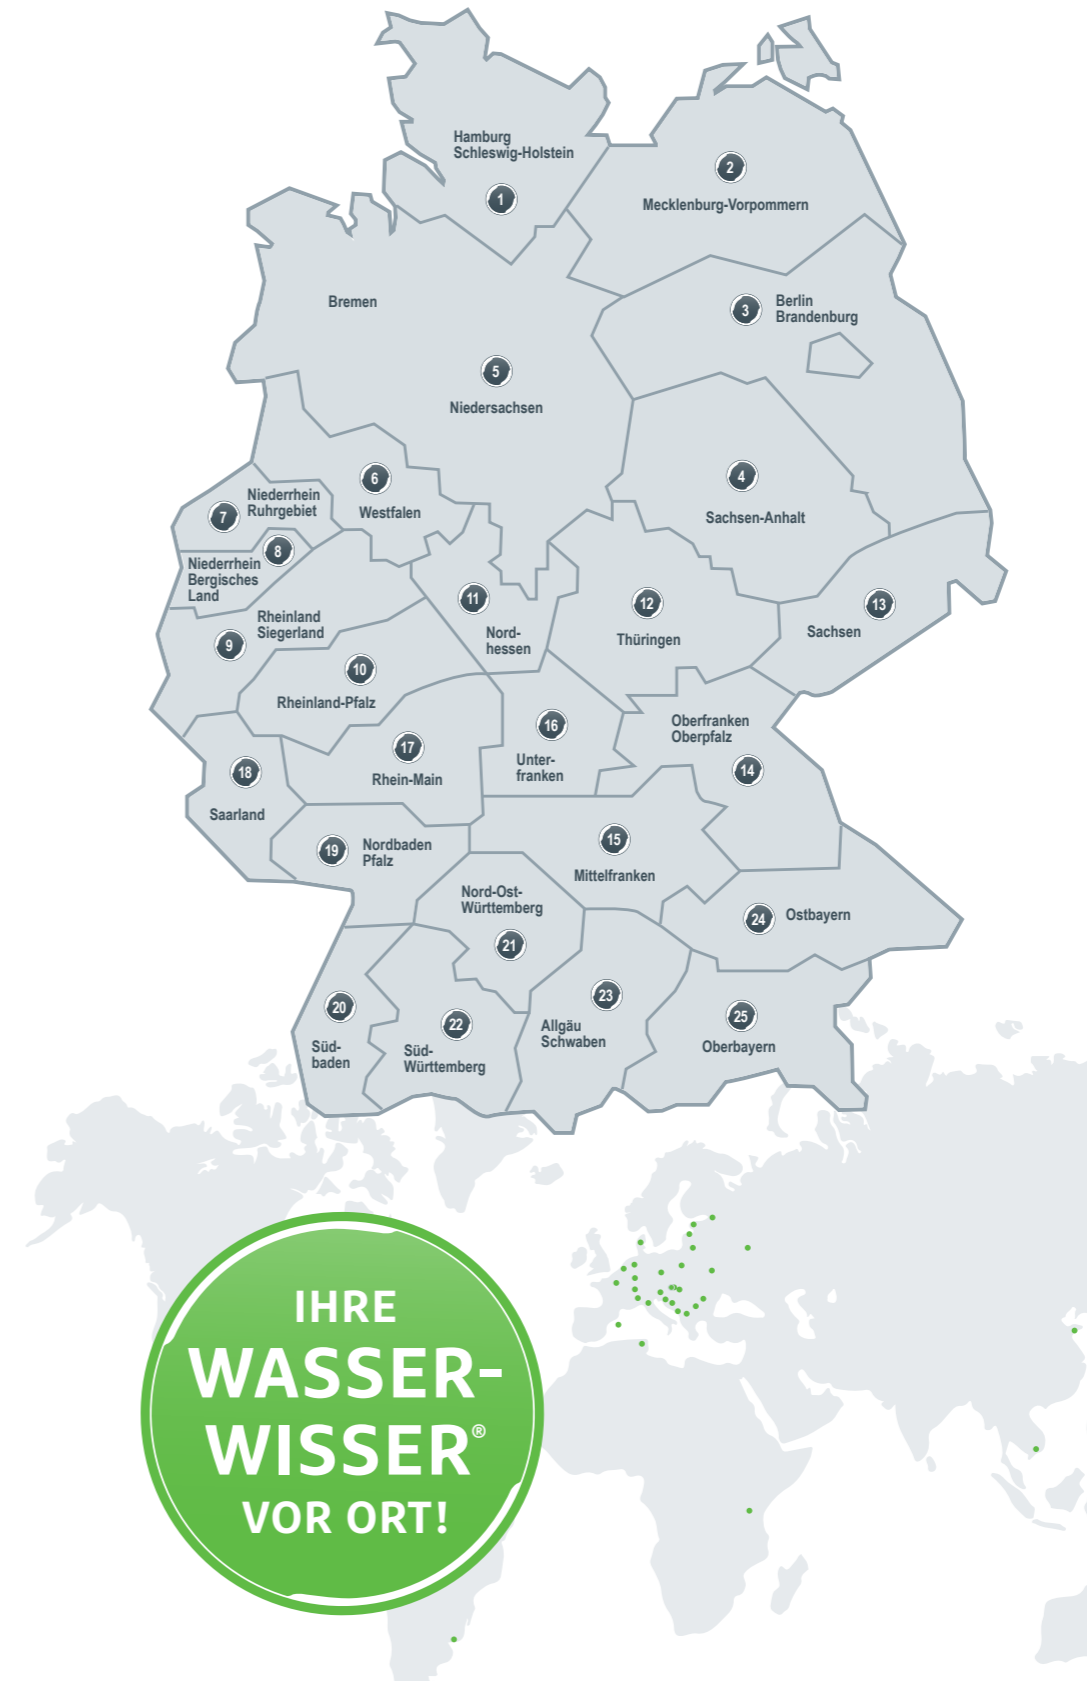 Hamburg
Schleswig-Holstein
1
2
Mecklenburg-Vorpommern
Bremen
3
Berlin
Brandenburg
5
Niedersachsen
6
Westfalen
4
Sachsen-Anhalt
7
Niederrhein
Ruhrgebiet
8
Niederrhein
Bergisches
Land
9
Rheinland
Siegerland
11
Nord-
hessen
12
Thüringen
13
Sachsen
10
Rheinland-Pfalz
17
Rhein-Main
16
Unter-
franken
Oberfranken
Oberpfalz
14
18
Saarland
19
Nordbaden
Pfalz
15
Mittelfranken
Nord-Ost-
Württemberg
21
24
Ostbayern
20
Süd-
baden
22
Süd-
Württemberg
23
Allgäu
Schwaben
25
Oberbayern
IHRE
WASSER-
WISSER®
VOR ORT!